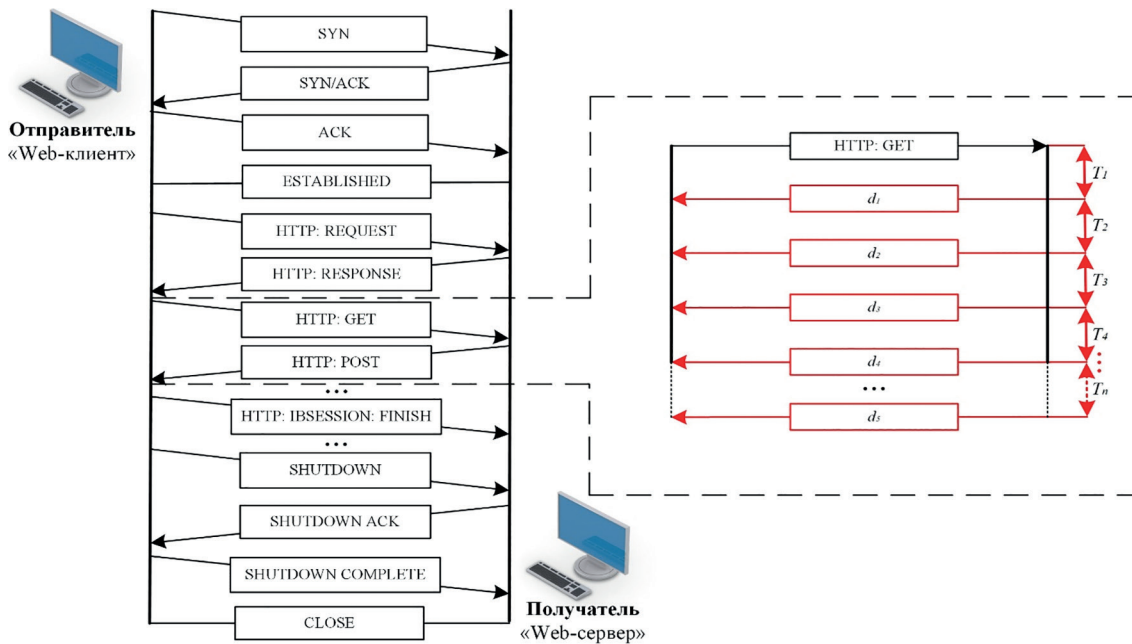 SYN
SYN/ACK
Отправитель
«Web-клиент»
ACK
ESTABLISHED
HTTP: REQUEST
HTTP: RESPONSE
HTTP: GET
HTTP: POST
...
HTTP: IBSESSION: FINISH
...
SHUTDOWN
SHUTDOWN ACK
SHUTDOWN COMPLETE
CLOSE
Получатель
«Web-сервер»
HTTP: GET
T1
d1
T2
d2
T3
d3
T4
d4
...
...
Tn
d5